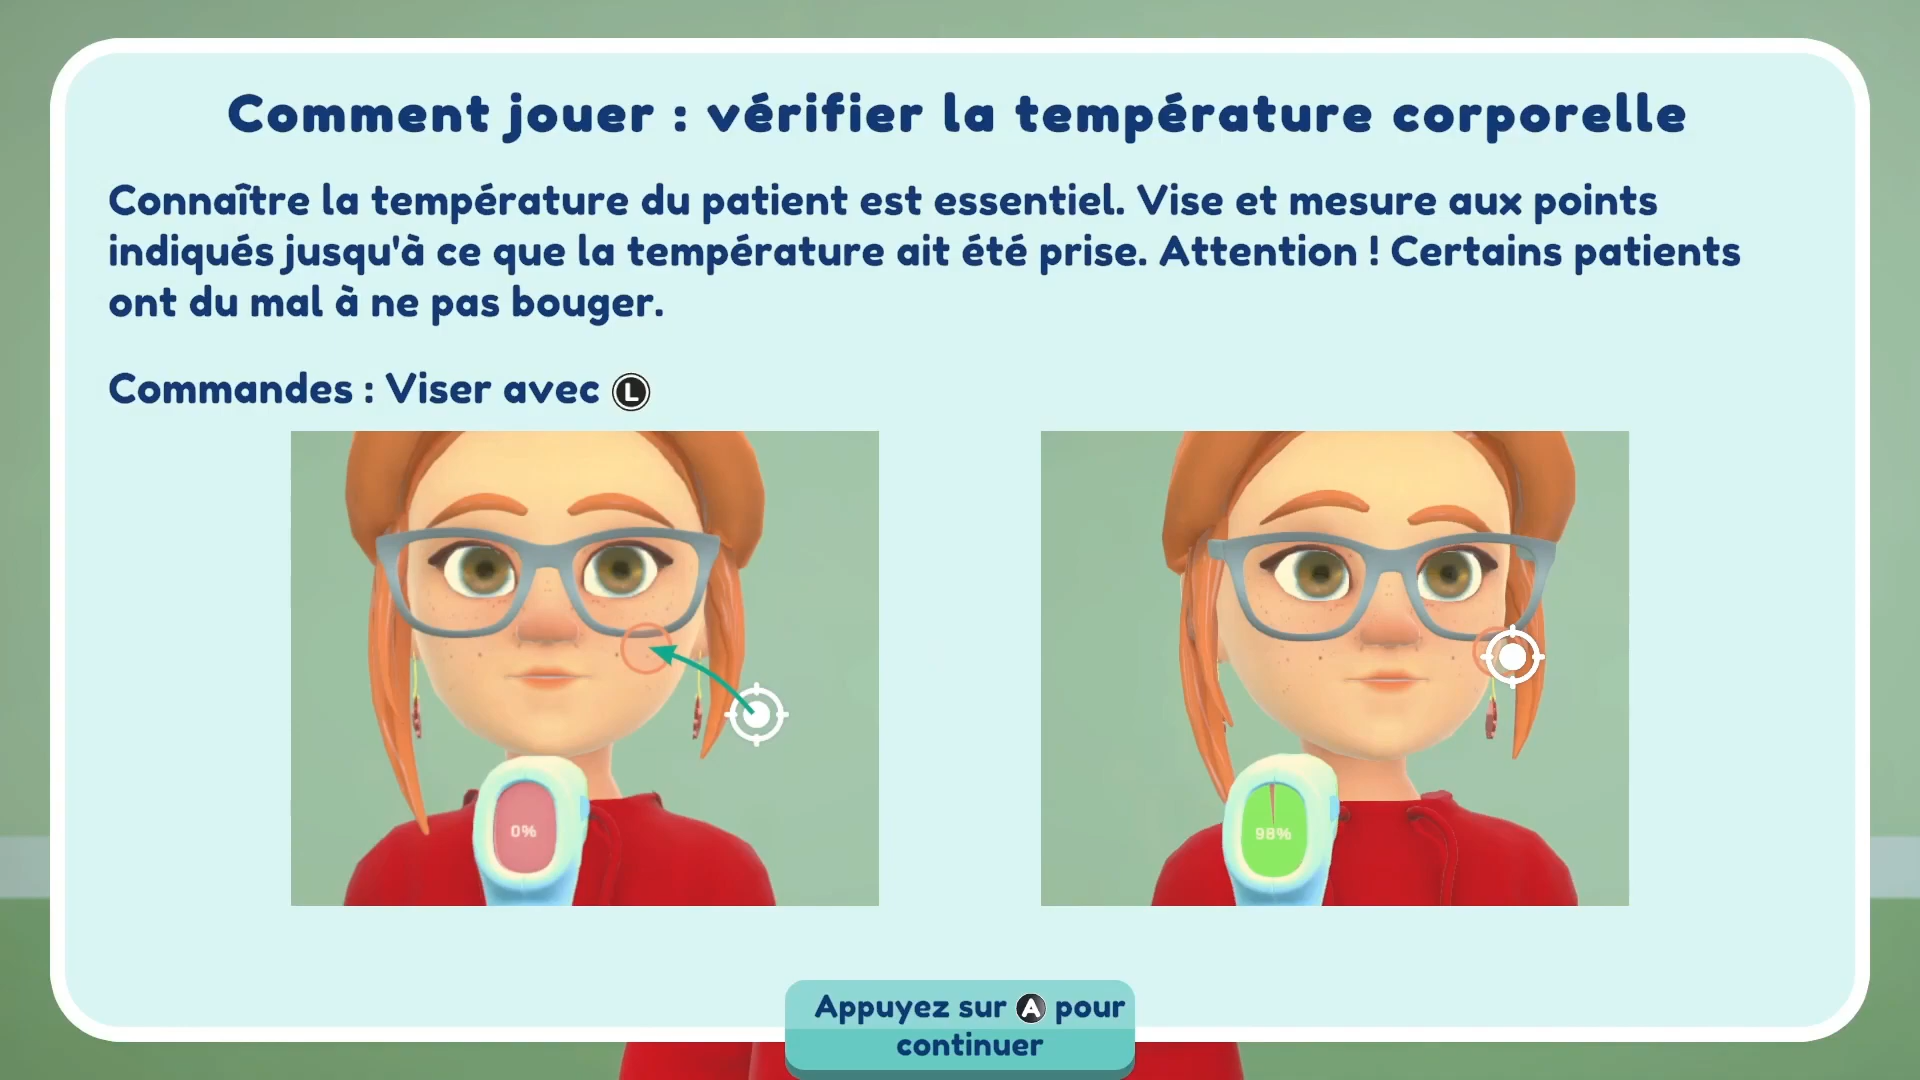 Comment jouer : vérifier la température corporelle
Connaître la température du patient est essentiel. Vise et mesure aux points
indiqués jusqu'à ce que la température ait été prise. Attention ! Certains patients
ont du mal à ne pas bouger.
Commandes : Viser avec L
0%
98%
Appuyez sur A pour
continuer